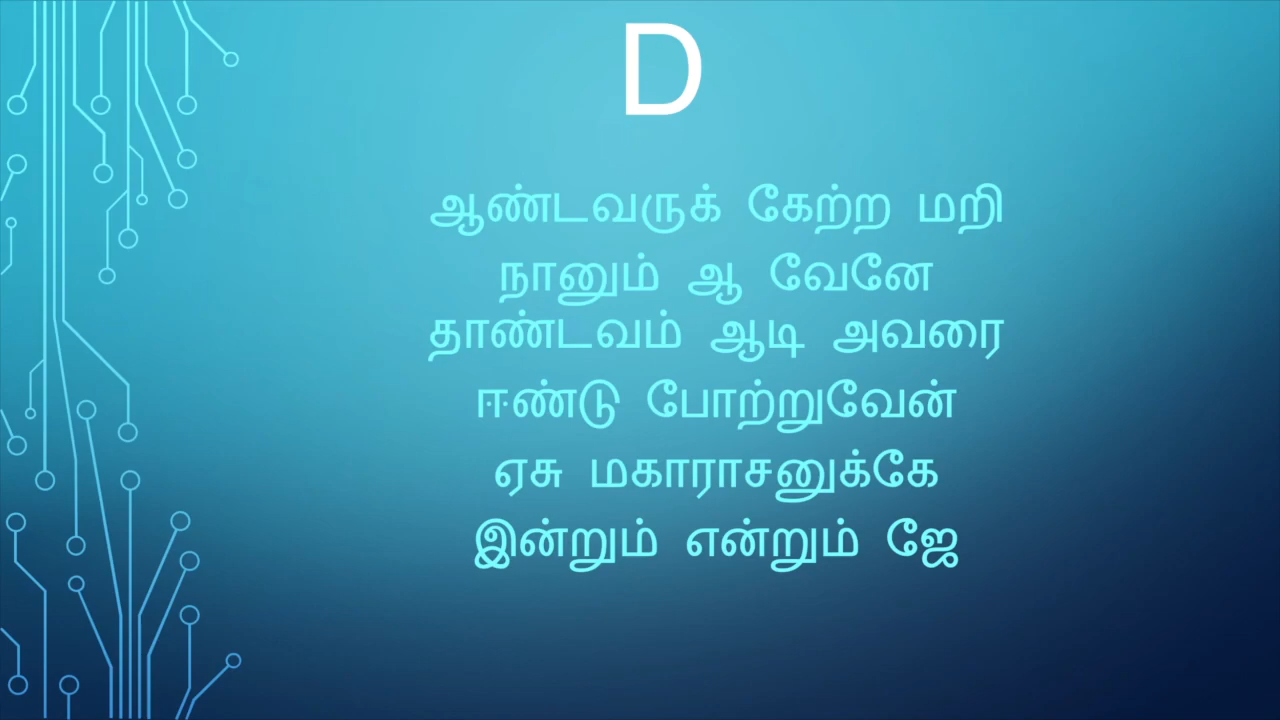 D
ஆண்டவருக் கேற்ற மறி
நானும் ஆ வேனே
தாண்டவம் ஆடி அவரை
ஈண்டு போற்றுவேன்
ஏசு மகாராசனுக்கே
இன்றும் என்றும் ஜே